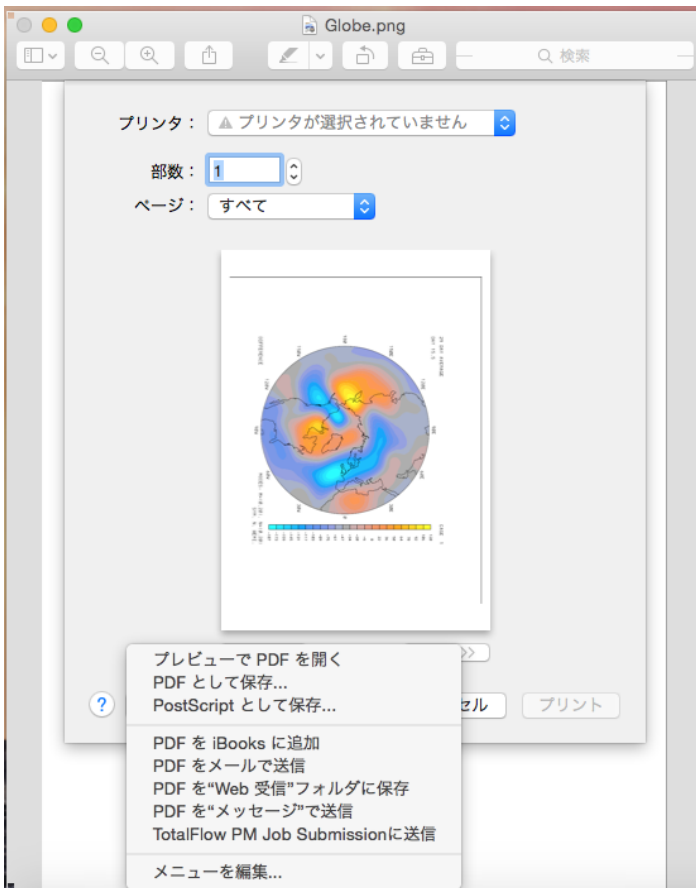 Globe.png
検索
プリンタ： プリンタが選択されていません
部数： 1
ページ： すべて
DIFFERENCE
プレビューで PDF を開く
PDF として保存...
PostScript として保存...
? セル プリント
PDF を iBooks に追加
PDF をメールで送信
PDF を“Web 受信”フォルダに保存
PDF を“メッセージ”で送信
TotalFlow PM Job Submissionに送信
メニューを編集...